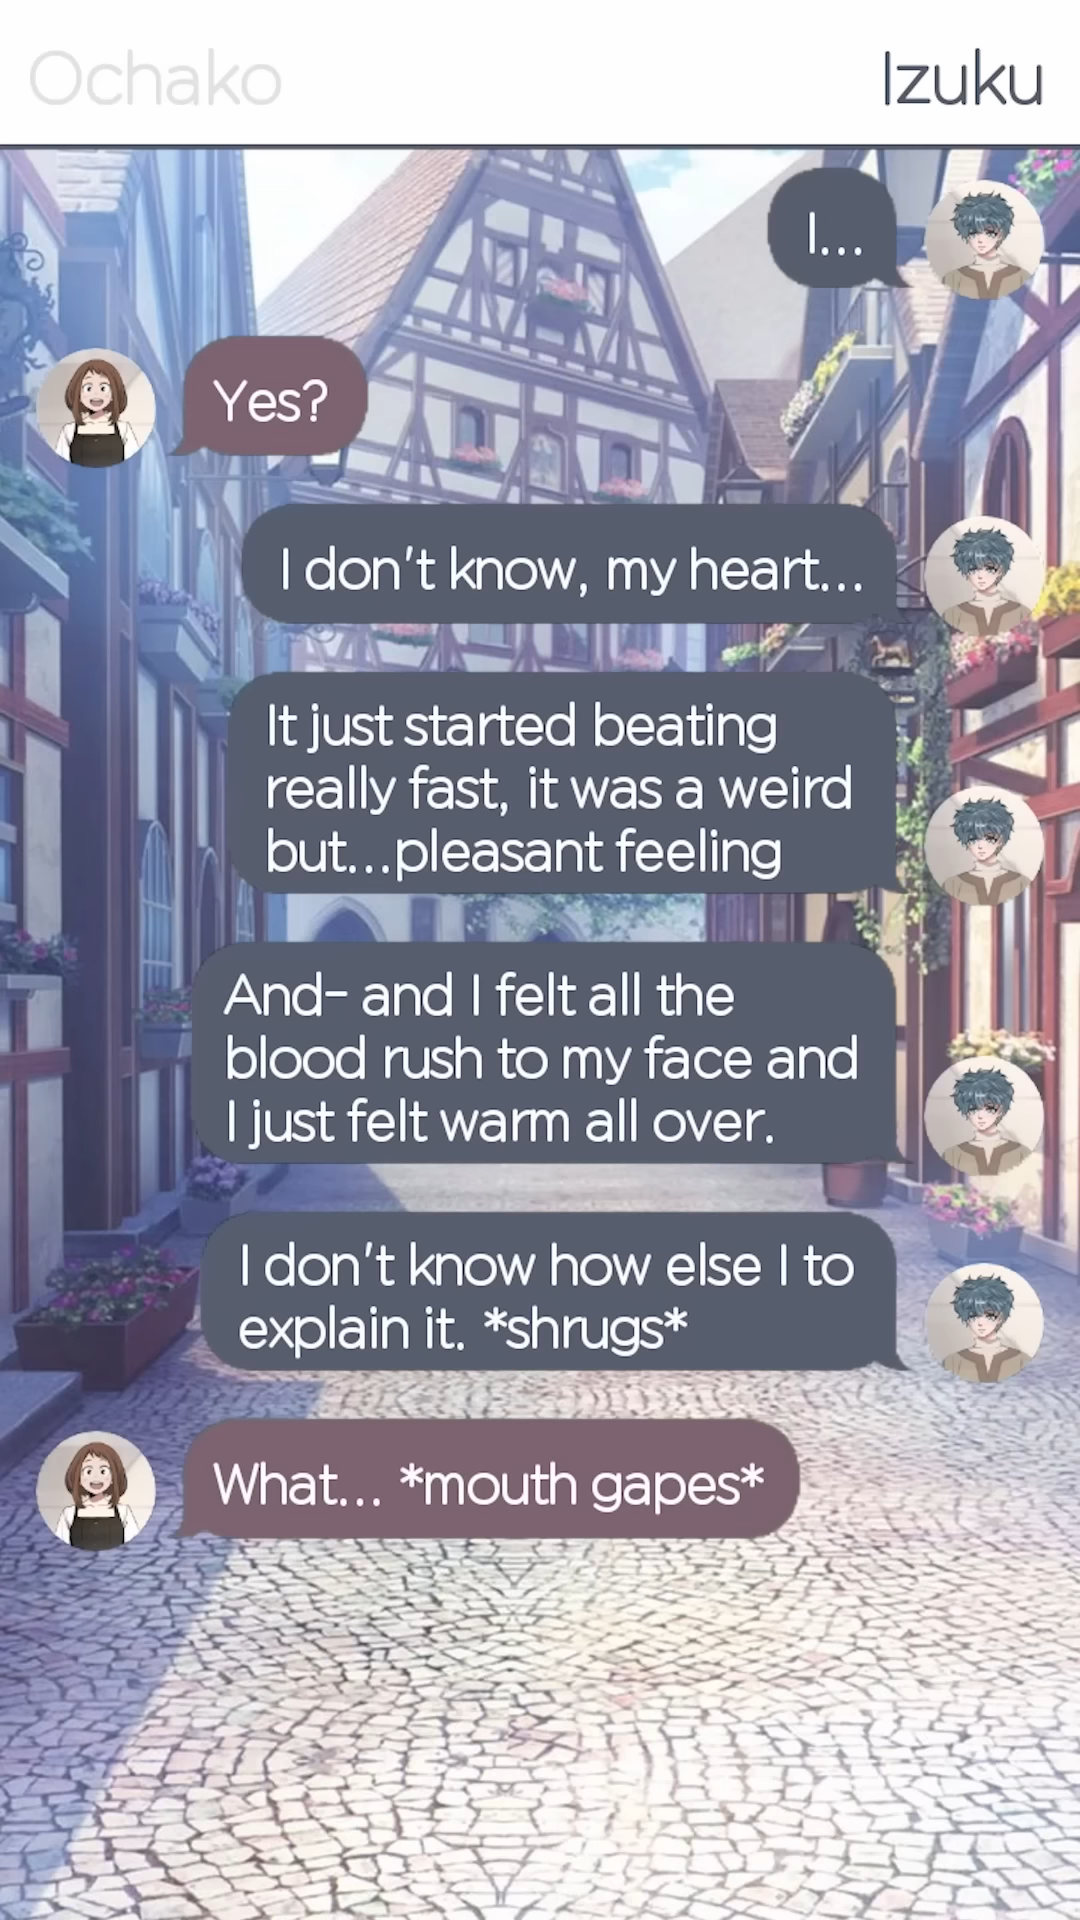 Ochako
Izuku
I...
Yes?
I don't know, my heart...
It just started beating
really fast, it was a weird
but...pleasant feeling
And- and I felt all the
blood rush to my face and
I just felt warm all over.
I don't know how else I to
explain it. *shrugs*
What... *mouth gapes*